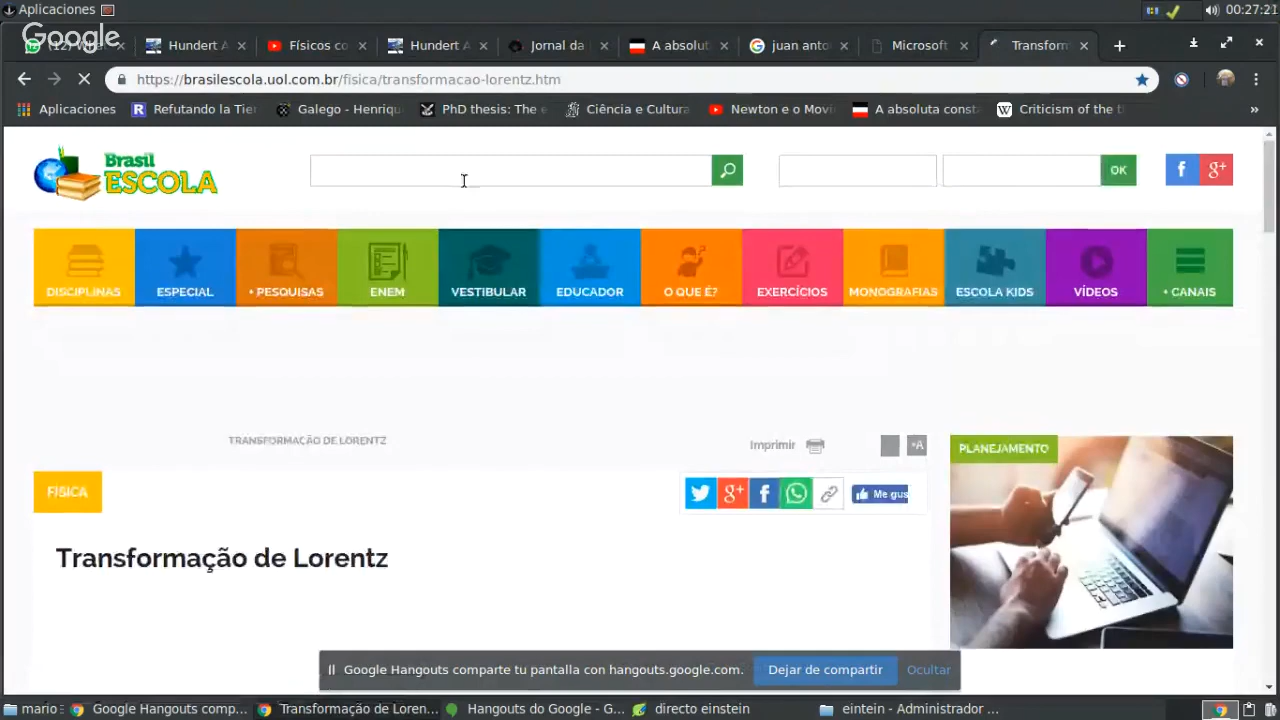 Aplicaciones
00:27:21
Google
Hundert A
Físicos co
Hundert A
Jornal da
A absolut
juan anto
Microsoft
Transform
https://brasilescola.uol.com.br/fisica/transformacao-lorentz.htm
Aplicaciones
Refutando la Tier
Galego - Henriqu
PhD thesis: The e
Ciência e Cultura
Newton e o Movi
A absoluta consta
Criticism of the t
Brasil
ESCOLA
OK
DISCIPLINAS
ESPECIAL
+ PESQUISAS
ENEM
VESTIBULAR
EDUCADOR
O QUE É?
EXERCÍCIOS
MONOGRAFIAS
ESCOLA KIDS
VÍDEOS
+ CANAIS
TRANSFORMAÇÃO DE LORENTZ
Imprimir
+A
PLANEJAMENTO
FÍSICA
Me gus
Transformação de Lorentz
Google Hangouts comparte tu pantalla con hangouts.google.com.
Dejar de compartir
Ocultar
mario
Google Hangouts comp...
Transformação de Loren...
Hangouts do Google - G...
directo einstein
eintein - Administrador ...